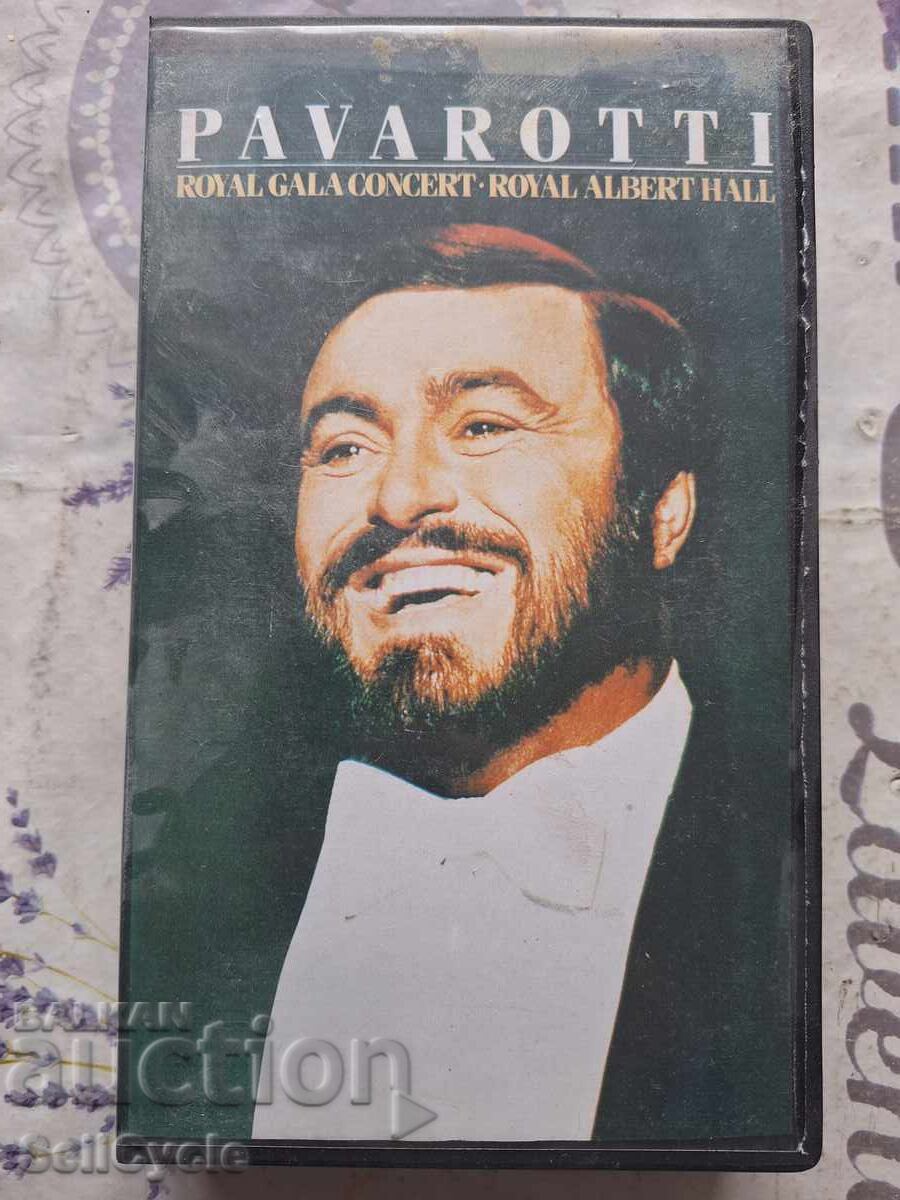 PAVAROTTI
ROYAL GALA CONCERT · ROYAL ALBERT HALL
BALKAN
auction
SellCycle